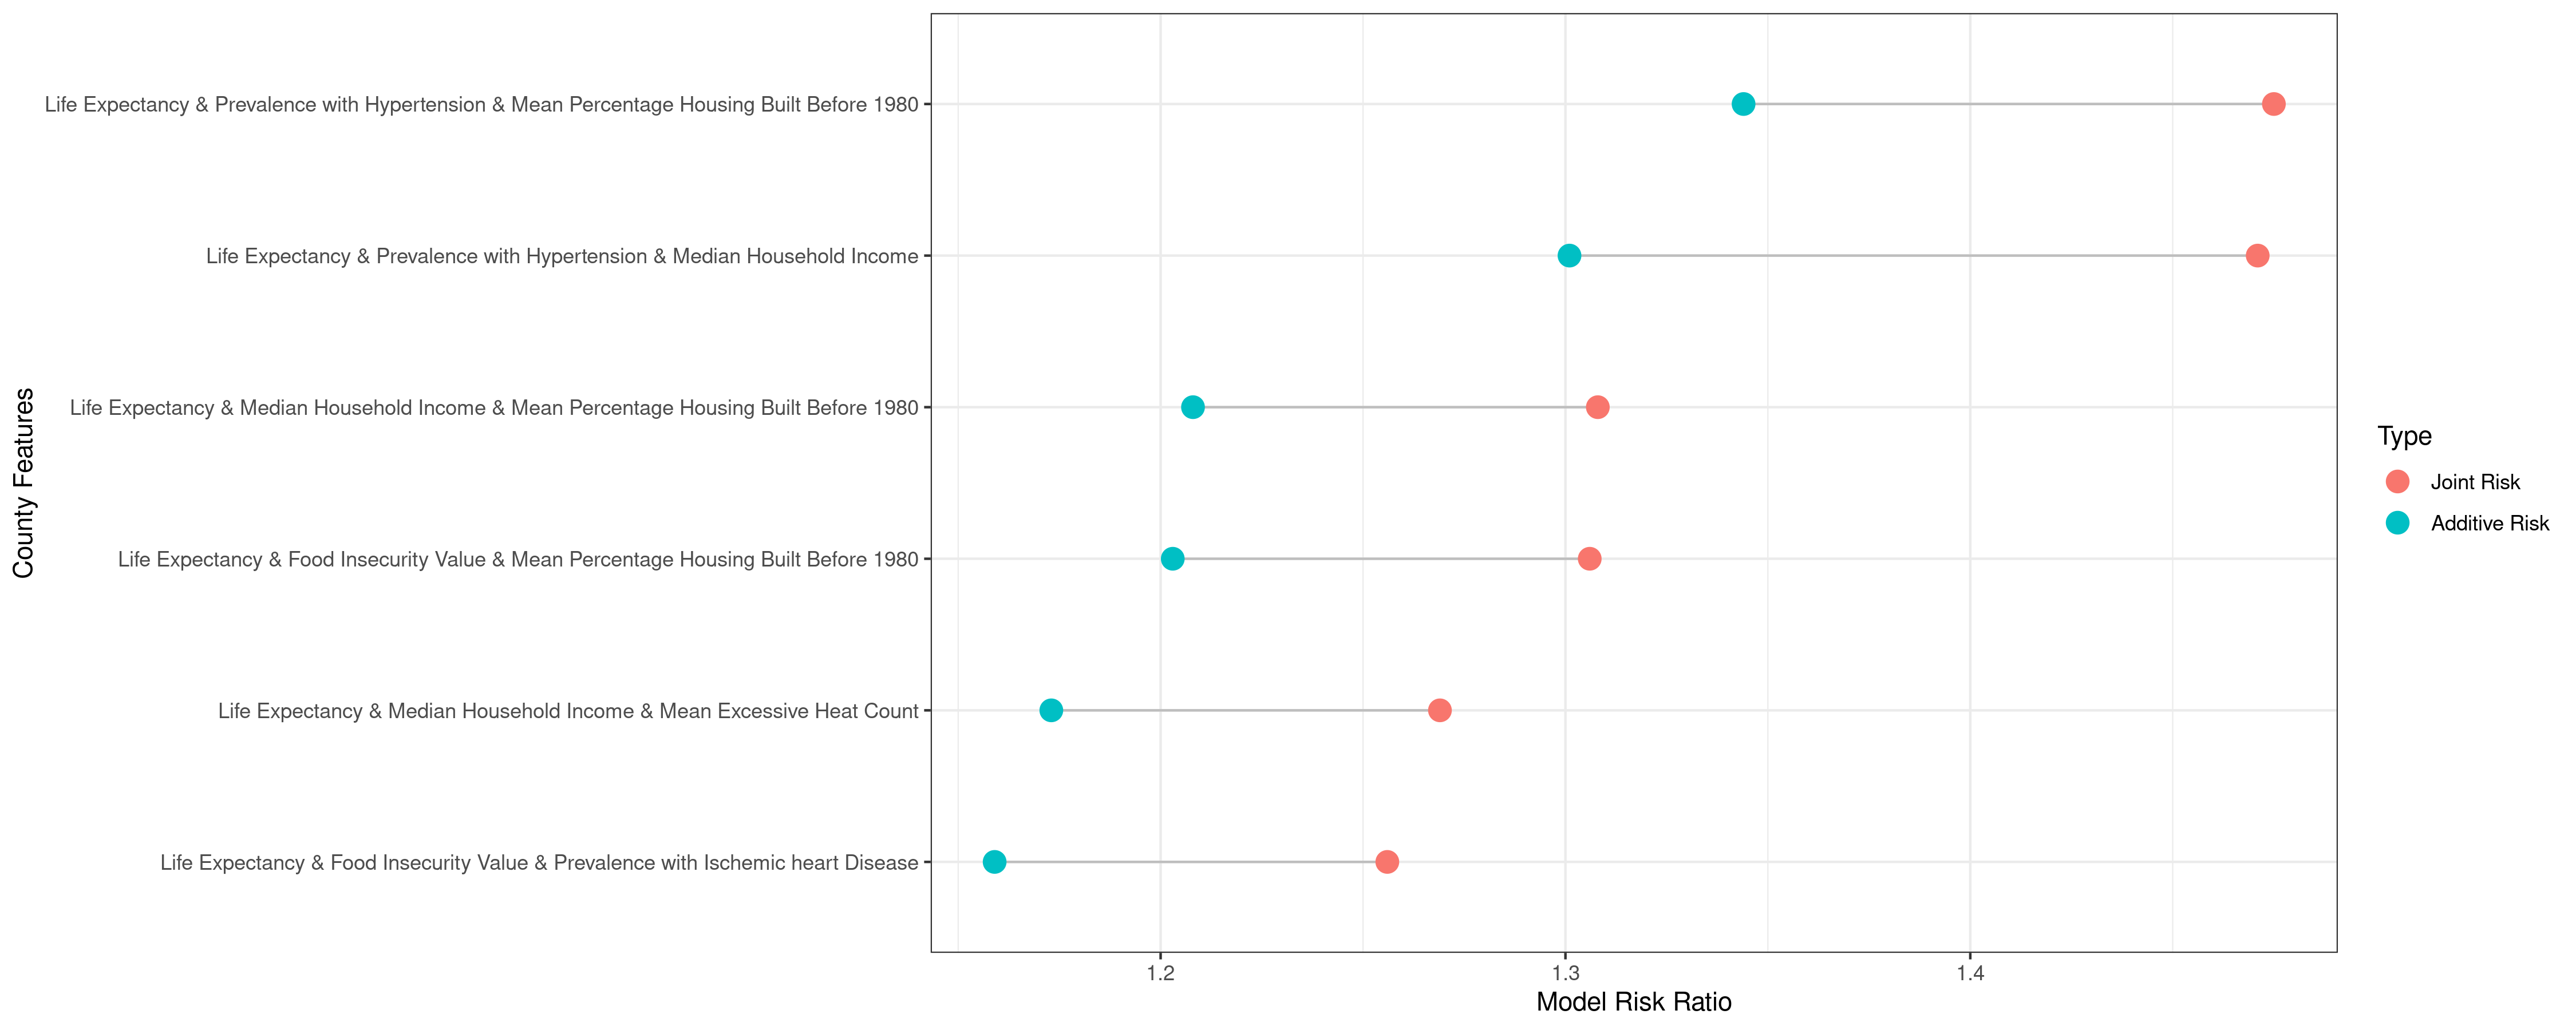 Life Expectancy & Prevalence with Hypertension & Mean Percentage Housing Built Before 1980
Life Expectancy & Prevalence with Hypertension & Median Household Income
Life Expectancy & Median Household Income & Mean Percentage Housing Built Before 1980
Life Expectancy & Food Insecurity Value & Mean Percentage Housing Built Before 1980
Life Expectancy & Median Household Income & Mean Excessive Heat Count
Life Expectancy & Food Insecurity Value & Prevalence with Ischemic heart Disease
County Features
1.2
1.3
1.4
Model Risk Ratio
Type
Joint Risk
Additive Risk